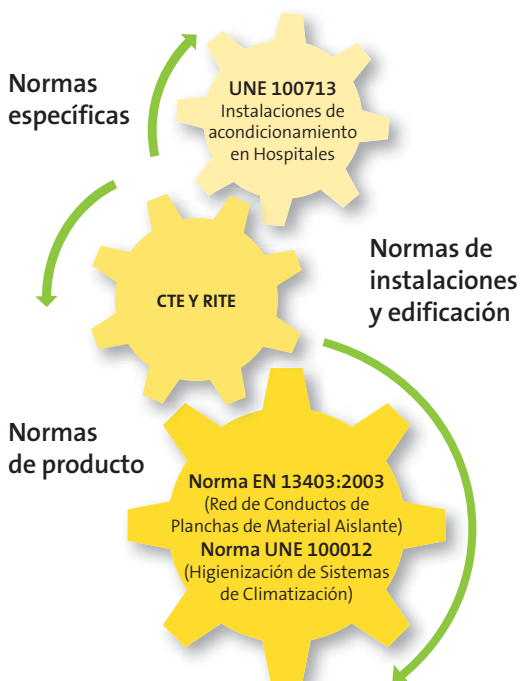 Normas
específicas
UNE 100713
Instalaciones de
acondicionamiento
en Hospitales
CTE Y RITE
Normas de
instalaciones
y edificación
Normas
de producto
Norma EN 13403:2003
(Red de Conductos de
Planchas de Material Aislante)
Norma UNE 100012
(Higienización de Sistemas
de Climatización)